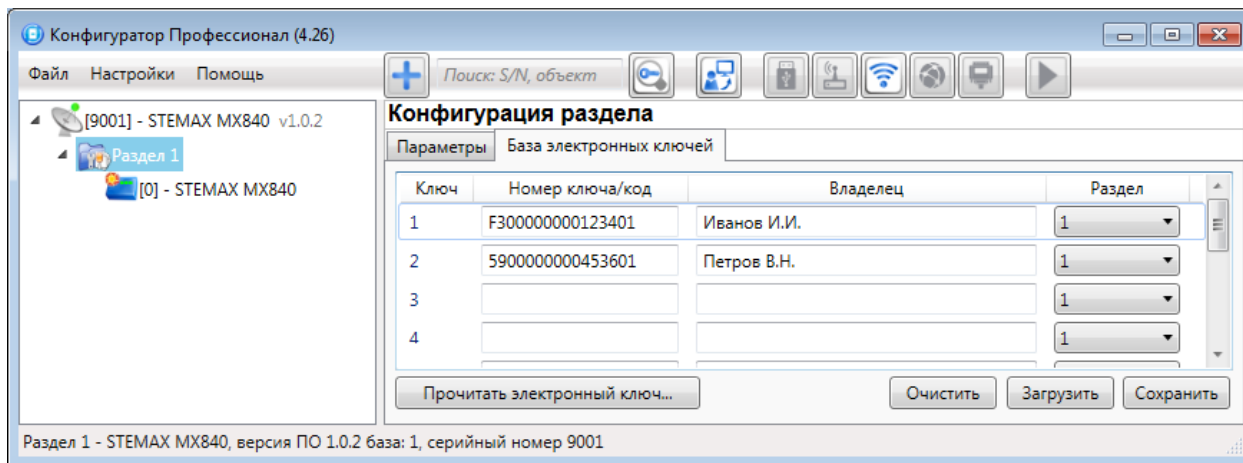 Конфигуратор Профессионал (4.26)
Файл Настройки Помощь
Поиск: S/N, объект
[9001] - STEMAX MX840 v1.0.2
Раздел 1
[0] - STEMAX MX840
Конфигурация раздела
Параметры База электронных ключей
Ключ Номер ключа/код Владелец Раздел
1 F300000000123401 Иванов И.И. 1
2 5900000000453601 Петров В.Н. 1
3 1
4 1
Прочитать электронный ключ... Очистить Загрузить Сохранить
Раздел 1 - STEMAX MX840, версия ПО 1.0.2 база: 1, серийный номер 9001